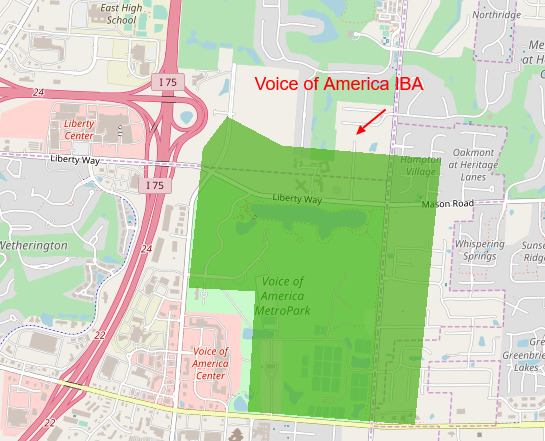 East High
School
Northridge
I 75
24
Voice of America IBA
Me
at H
Co
Liberty
Center
Liberty Way
Hampton
Village
Oakmont
at Heritage
Lanes
I 75
Liberty Way
Mason Road
Wetherington
24
Whispering
Springs
Sunse
Ridge
Voice of
America
MetroPark
22
Voice of
America
Center
Gre
Greenbrie
Lakes
22